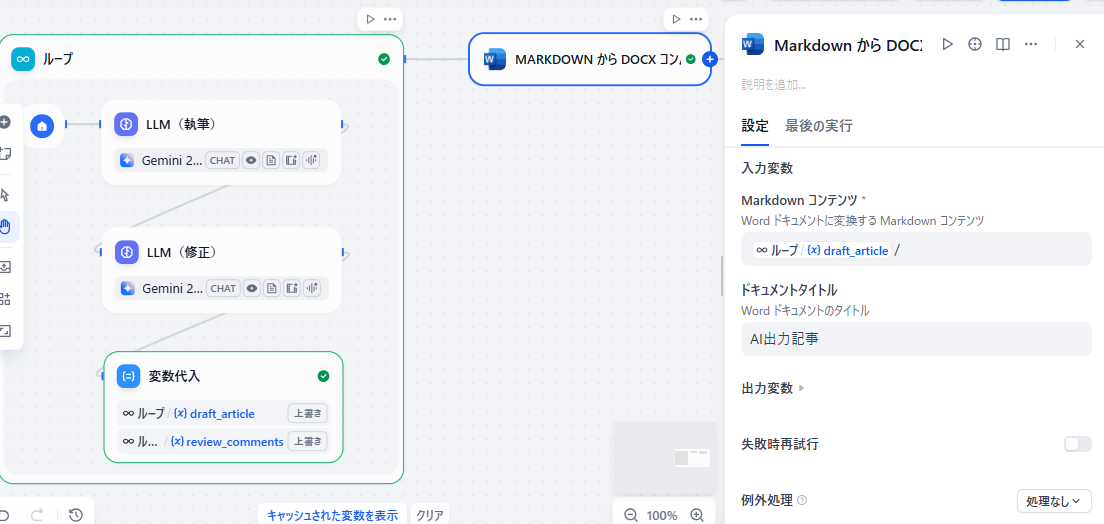 ループ
LLM（執筆）
Gemini 2... CHAT
LLM（修正）
Gemini 2... CHAT
変数代入
ループ / (x) draft_article 上書き
ル... / (x) review_comments 上書き
キャッシュされた変数を表示 クリア
MARKDOWN から DOCX コン
100%
Markdown から DOC
説明を追加...
設定 最後の実行
入力変数
Markdown コンテンツ *
Word ドキュメントに変換する Markdown コンテンツ
ループ / (x) draft_article /
ドキュメントタイトル
Word ドキュメントのタイトル
AI出力記事
出力変数
失敗時再試行
例外処理
処理なし